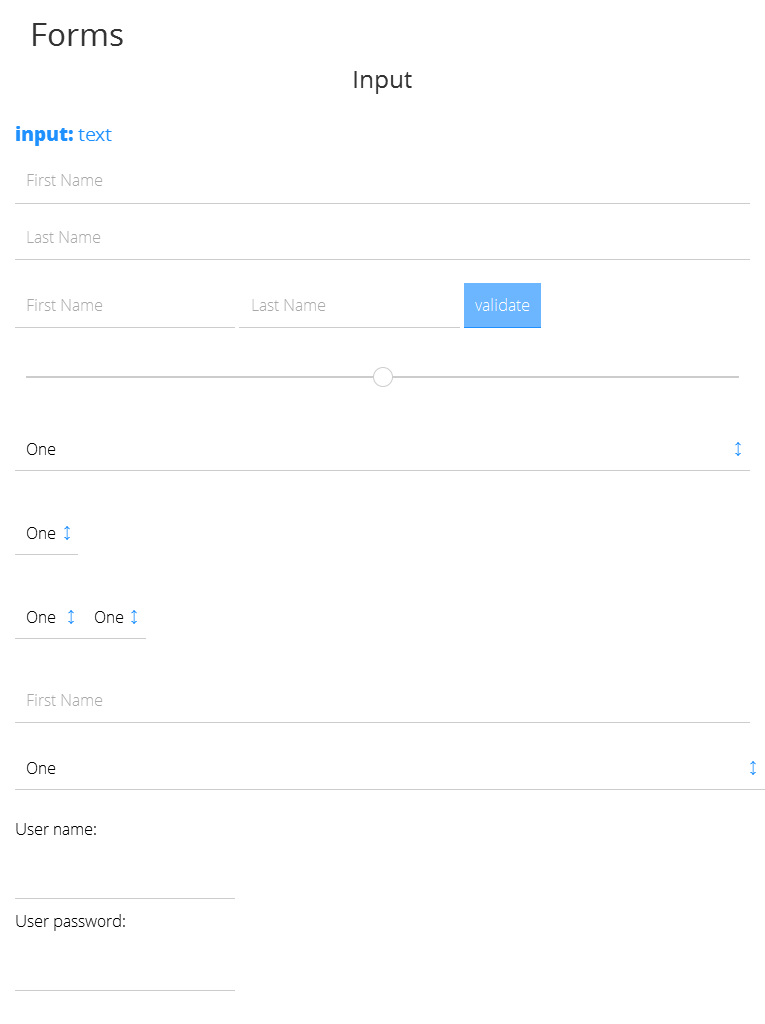 Forms
Input
input: text
First Name
Last Name
First Name Last Name validate
One
One
One One
First Name
One
User name:
User password: